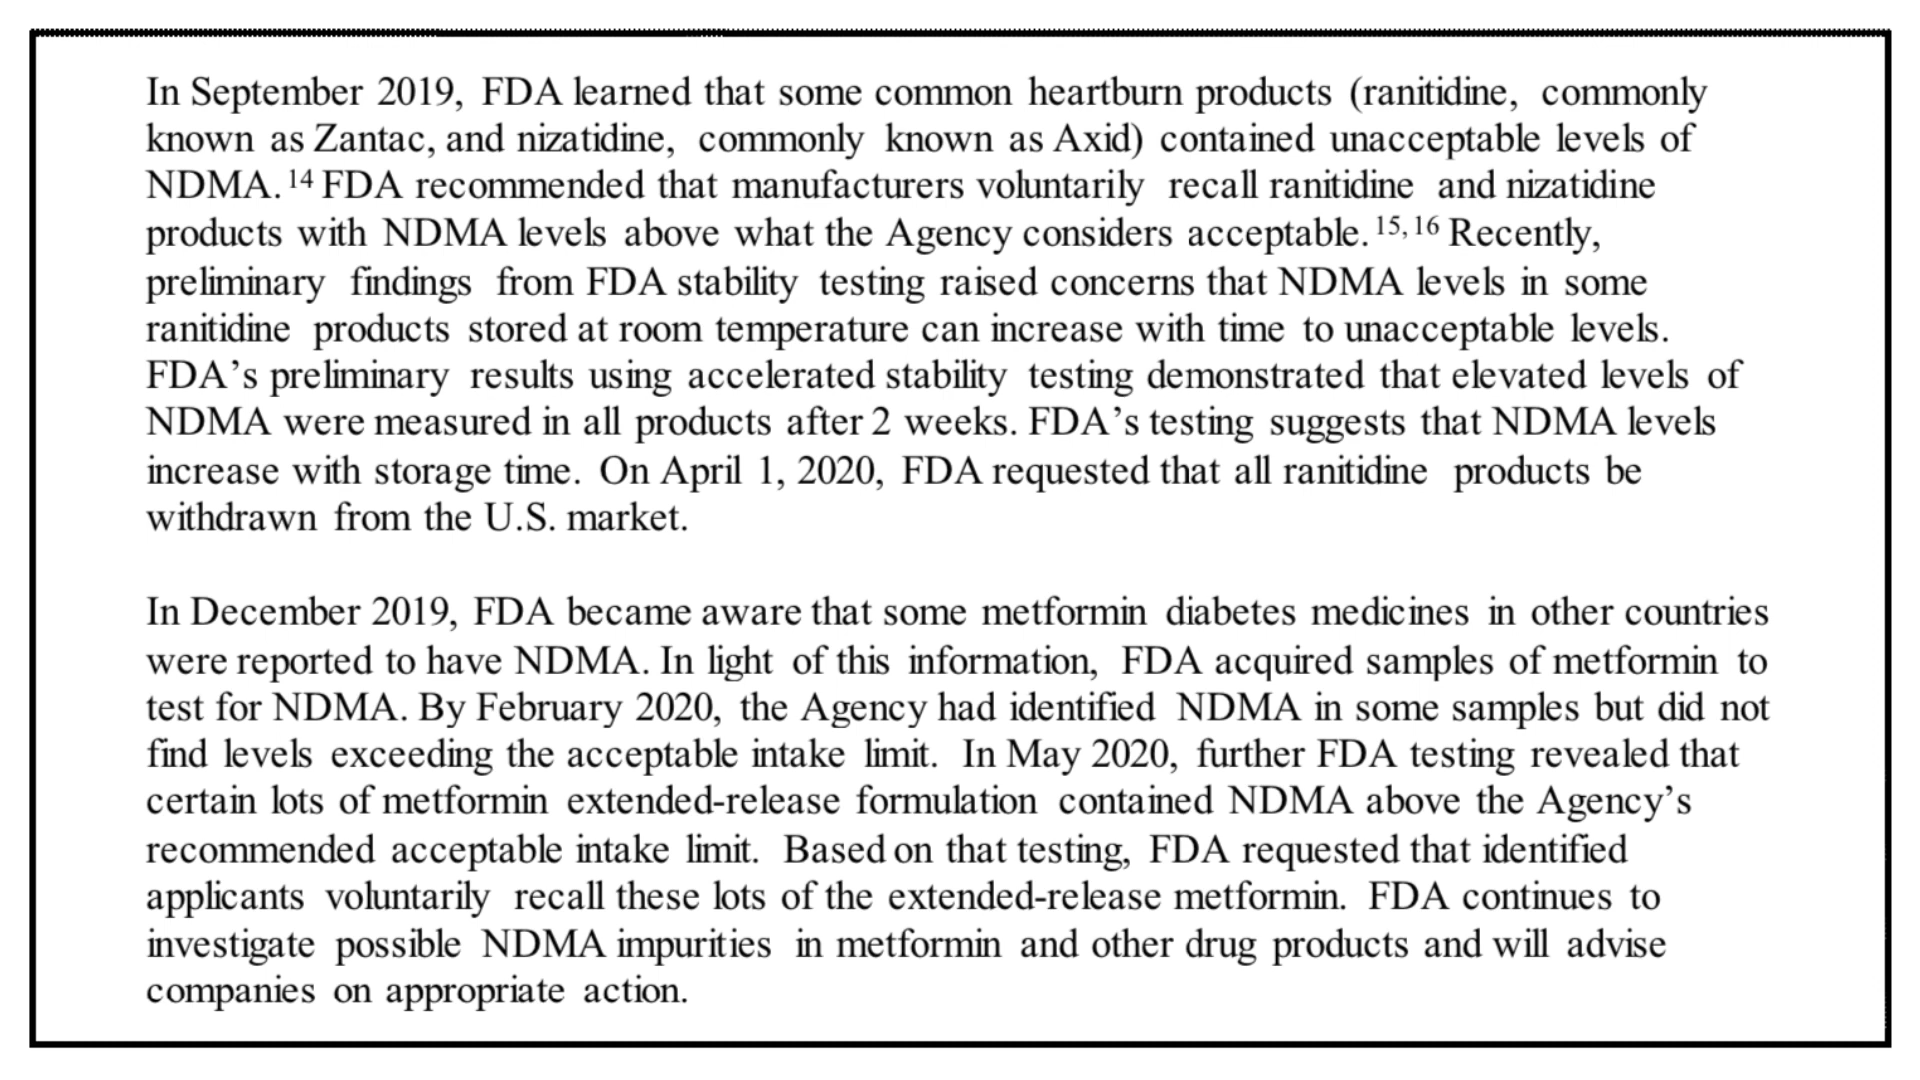 In September 2019, FDA learned that some common heartburn products (ranitidine, commonly
known as Zantac, and nizatidine, commonly known as Axid) contained unacceptable levels of
NDMA.14 FDA recommended that manufacturers voluntarily recall ranitidine and nizatidine
products with NDMA levels above what the Agency considers acceptable.15,16 Recently,
preliminary findings from FDA stability testing raised concerns that NDMA levels in some
ranitidine products stored at room temperature can increase with time to unacceptable levels.
FDA’s preliminary results using accelerated stability testing demonstrated that elevated levels of
NDMA were measured in all products after 2 weeks. FDA’s testing suggests that NDMA levels
increase with storage time. On April 1, 2020, FDA requested that all ranitidine products be
withdrawn from the U.S. market.
In December 2019, FDA became aware that some metformin diabetes medicines in other countries
were reported to have NDMA. In light of this information, FDA acquired samples of metformin to
test for NDMA. By February 2020, the Agency had identified NDMA in some samples but did not
find levels exceeding the acceptable intake limit. In May 2020, further FDA testing revealed that
certain lots of metformin extended-release formulation contained NDMA above the Agency’s
recommended acceptable intake limit. Based on that testing, FDA requested that identified
applicants voluntarily recall these lots of the extended-release metformin. FDA continues to
investigate possible NDMA impurities in metformin and other drug products and will advise
companies on appropriate action.